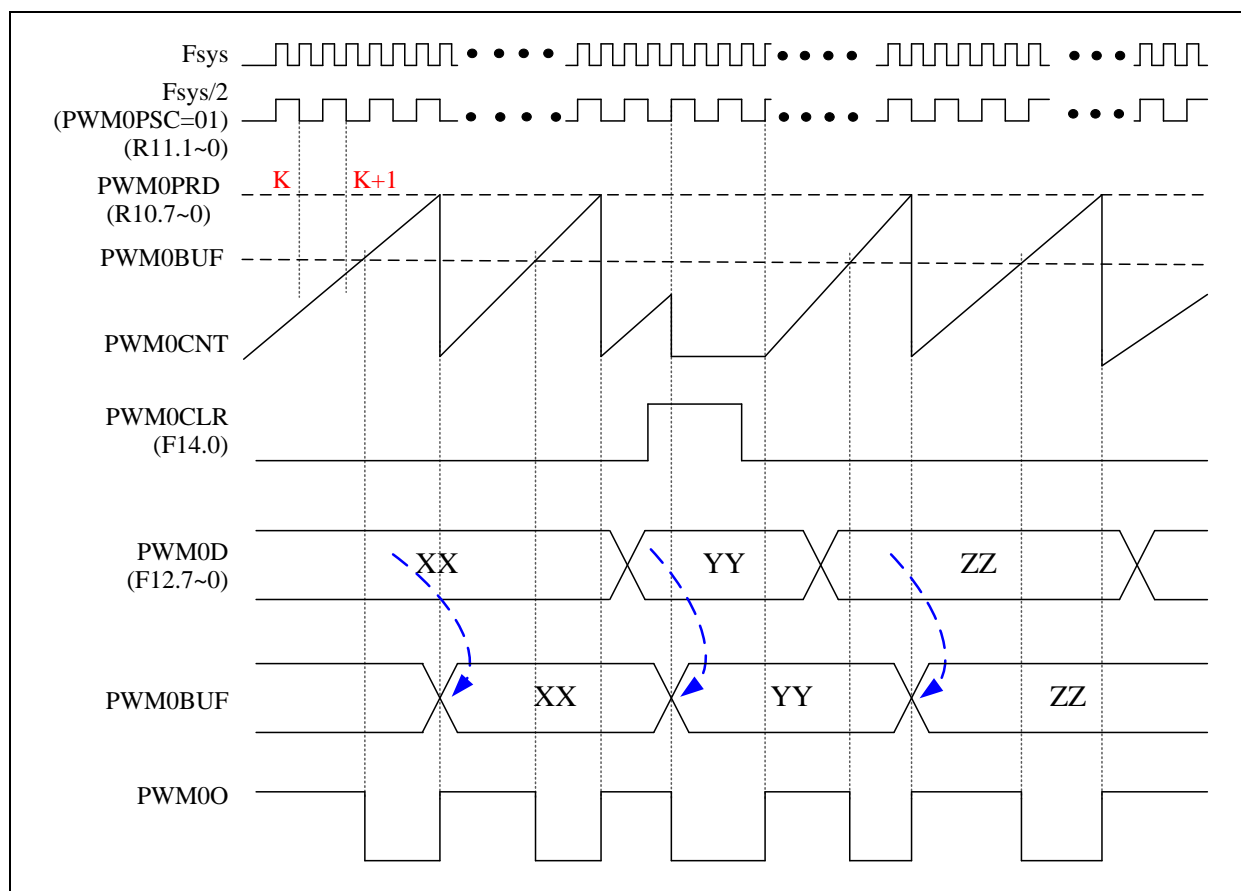 Fsys
Fsys/2
(PWM0PSC=01)
(R11.1~0)
K
K+1
PWM0PRD
(R10.7~0)
PWM0BUF
PWM0CNT
PWM0CLR
(F14.0)
PWM0D
(F12.7~0)
XX
YY
ZZ
PWM0BUF
XX
YY
ZZ
PWM0O